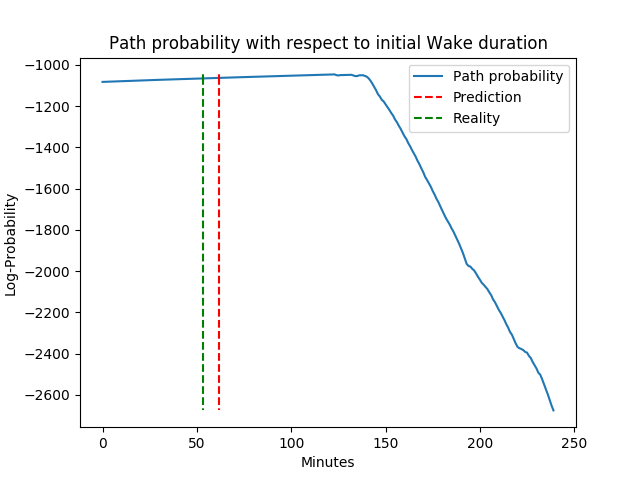 Path probability with respect to initial Wake duration
Path probability
Prediction
Reality
Log-Probability
−1000
−1200
−1400
−1600
−1800
−2000
−2200
−2400
−2600
0 50 100 150 200 250
Minutes